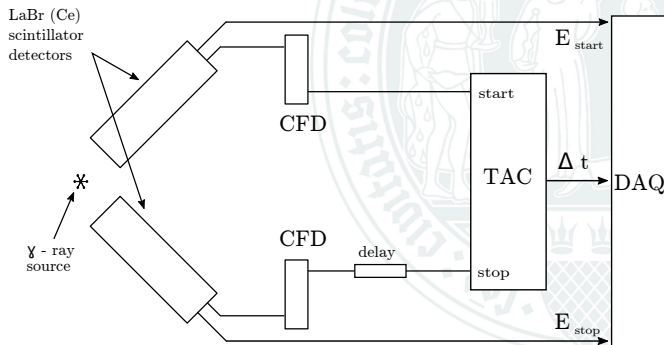 LaBr (Ce)
scintillator
detectors
E start
CFD
start
TAC
Δ t
DAQ
CFD
delay
stop
ɣ - ray
source
E stop